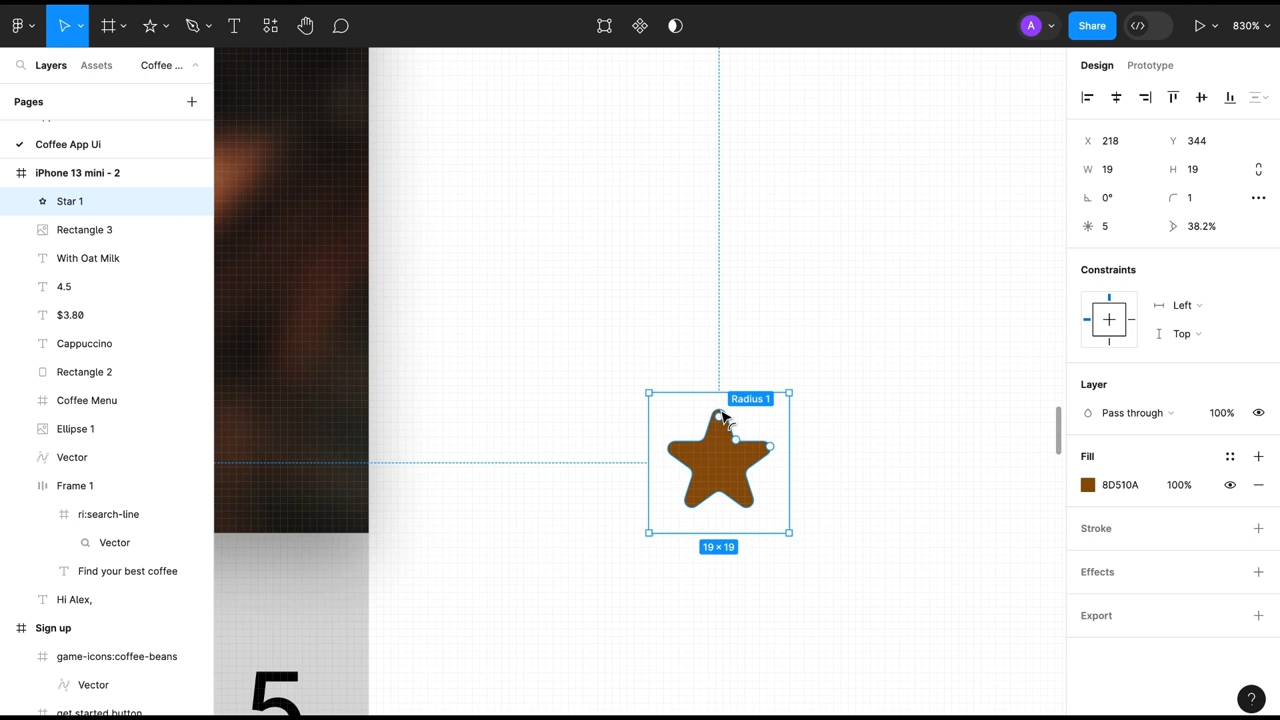 A
Share
830%
Layers
Assets
Coffee ...
Pages
Coffee App Ui
iPhone 13 mini - 2
Star 1
Rectangle 3
With Oat Milk
4.5
$3.80
Cappuccino
Rectangle 2
Coffee Menu
Ellipse 1
Vector
Frame 1
ri:search-line
Vector
Find your best coffee
Hi Alex,
Sign up
game-icons:coffee-beans
Vector
get started button
Radius 1
19 × 19
5
Design
Prototype
X 218
Y 344
W 19
H 19
0°
1
5
38.2%
Constraints
Left
Top
Layer
Pass through
100%
Fill
8D510A
100%
Stroke
Effects
Export
?